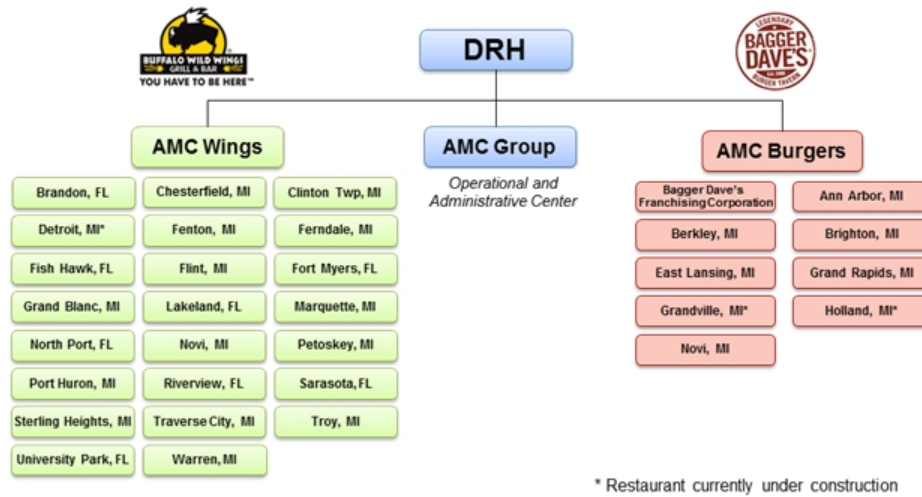 BUFFALO WILD WINGS
GRILL & BAR
YOU HAVE TO BE HERE™
DRH
LEGENDARY
BAGGER
DAVE'S
BURGER TAVERN
AMC Wings
AMC Group
AMC Burgers
Operational and
Administrative Center
Brandon, FL
Chesterfield, MI
Clinton Twp, MI
Detroit, MI*
Fenton, MI
Ferndale, MI
Fish Hawk, FL
Flint, MI
Fort Myers, FL
Grand Blanc, MI
Lakeland, FL
Marquette, MI
North Port, FL
Novi, MI
Petoskey, MI
Port Huron, MI
Riverview, FL
Sarasota, FL
Sterling Heights, MI
Traverse City, MI
Troy, MI
University Park, FL
Warren, MI
Bagger Dave's
Franchising Corporation
Ann Arbor, MI
Berkley, MI
Brighton, MI
East Lansing, MI
Grand Rapids, MI
Grandville, MI*
Holland, MI*
Novi, MI
* Restaurant currently under construction